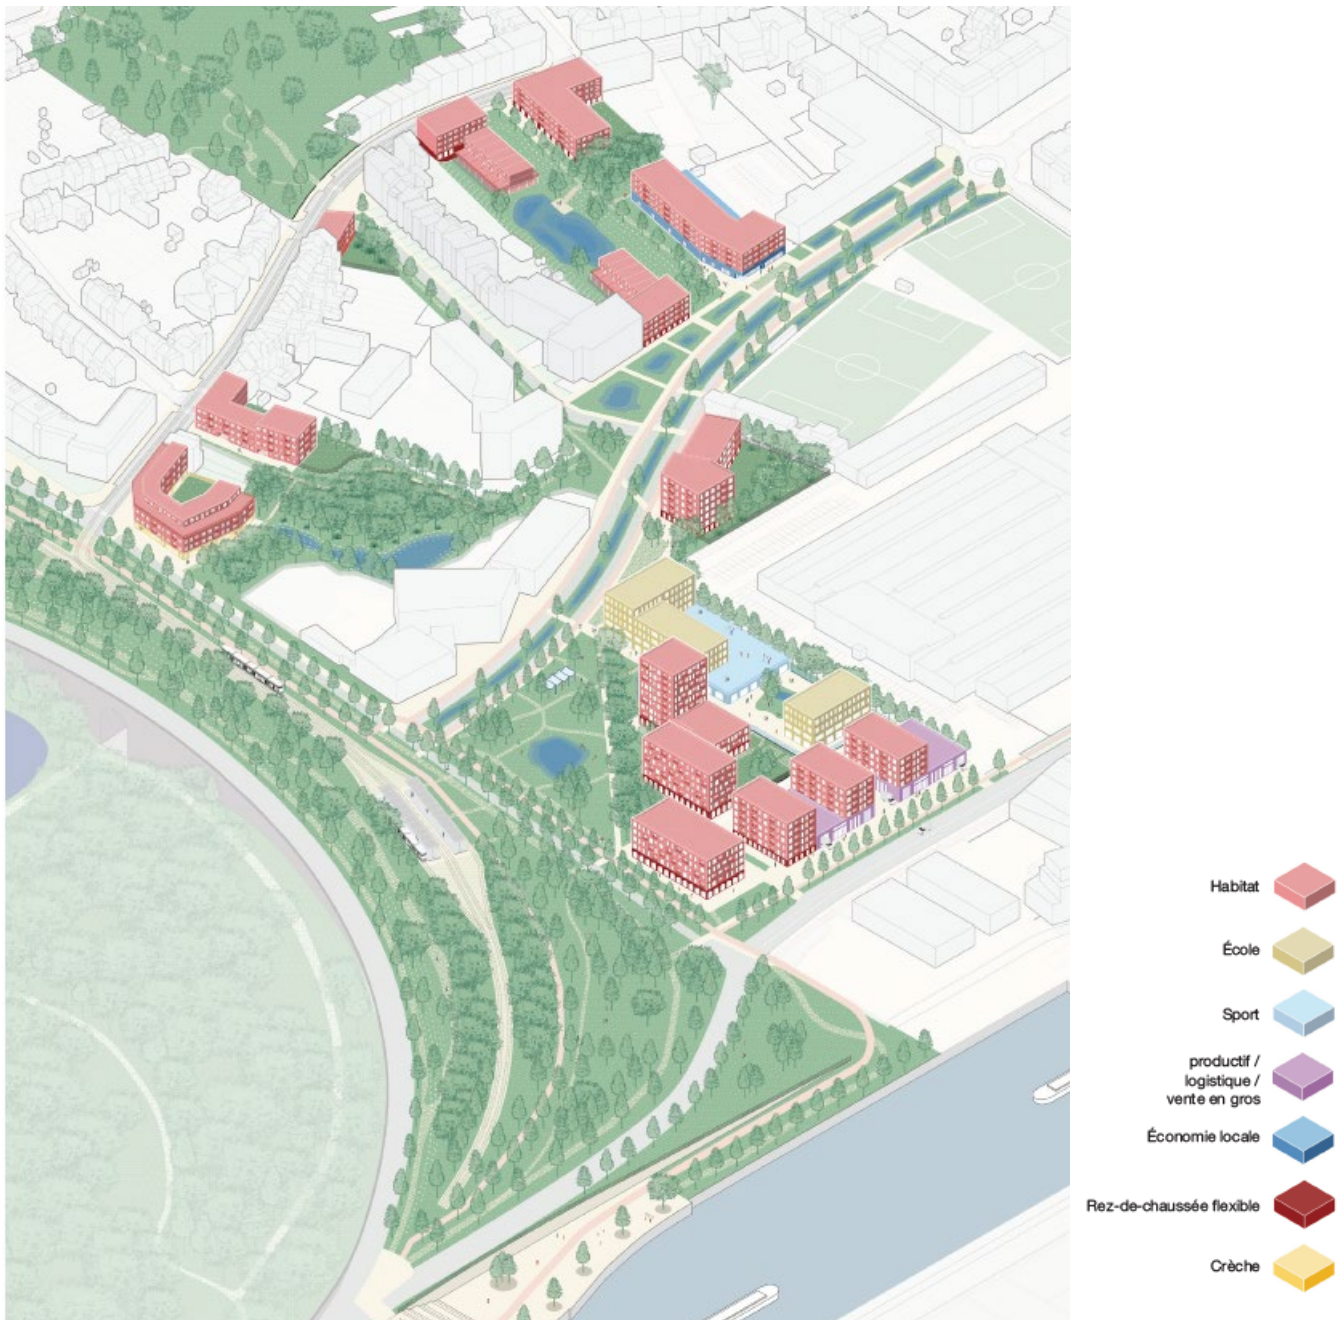 Habitat
École
Sport
productif /
logistique /
vente en gros
Économie locale
Rez-de-chaussée flexible
Crèche